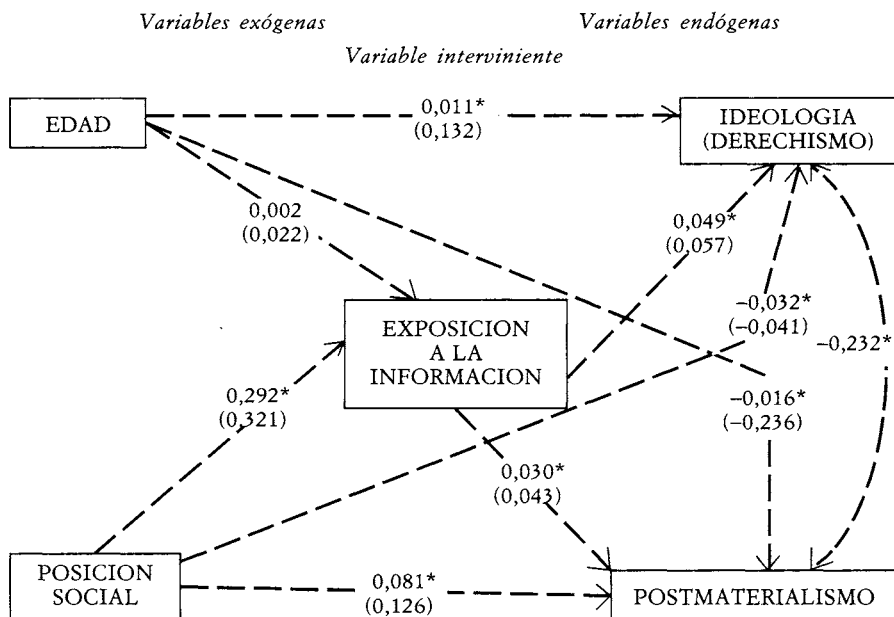 Variables exógenas
Variables endógenas
Variable interviniente
EDAD
0,011*
(0,132)
IDEOLOGIA
(DERECHISMO)
0,002
(0,022)
0,049*
(0,057)
EXPOSICION
A LA
INFORMACION
-0,032*
(-0,041)
-0,232*
0,292*
(0,321)
-0,016*
(-0,236)
0,030*
(0,043)
POSICION
SOCIAL
0,081*
(0,126)
POSTMATERIALISMO